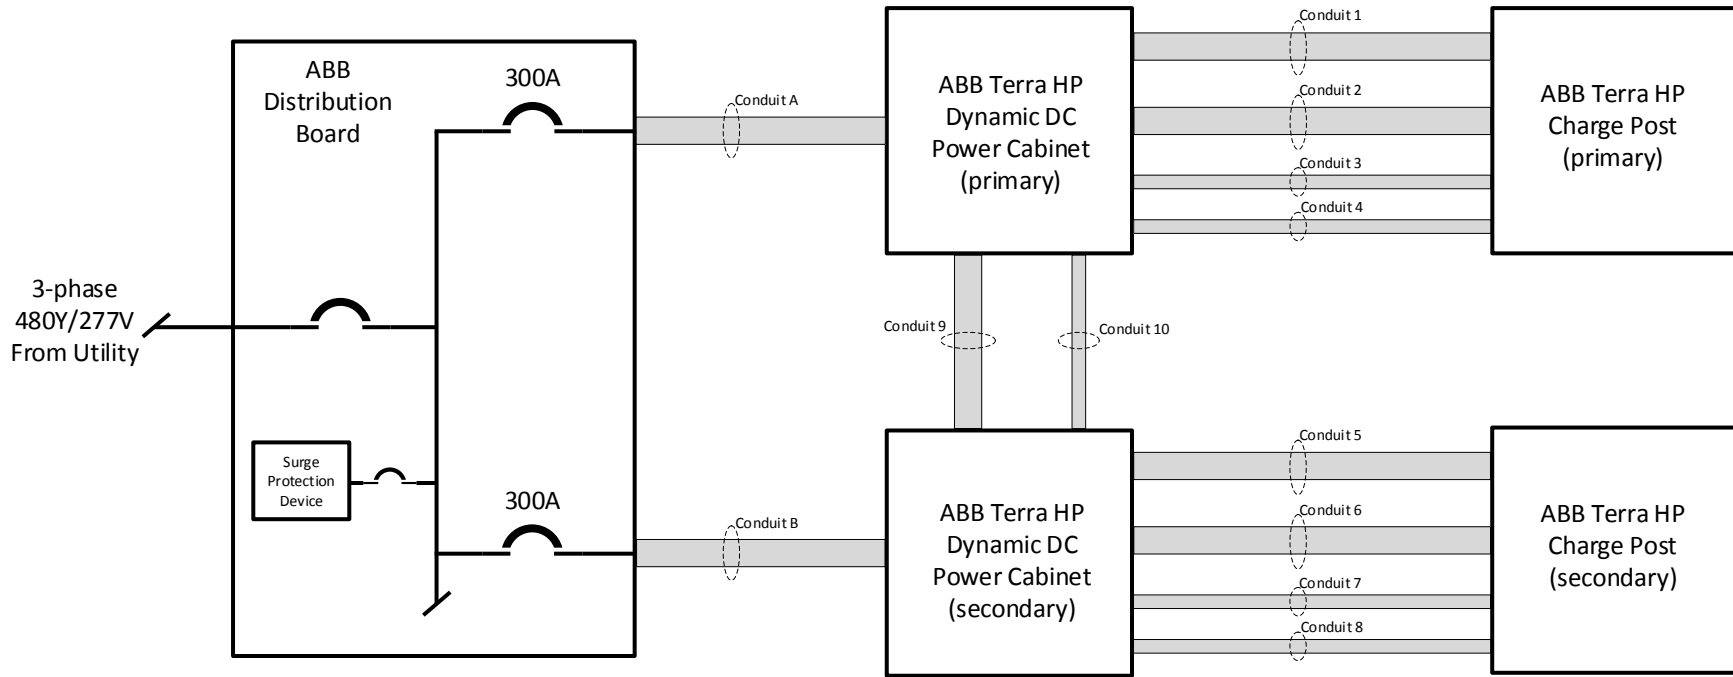 3-phase
480Y/277V
From Utility
ABB
Distribution
Board
300A
Surge
Protection
Device
300A
Conduit A
Conduit B
ABB Terra HP
Dynamic DC
Power Cabinet
(primary)
Conduit 9
Conduit 10
ABB Terra HP
Dynamic DC
Power Cabinet
(secondary)
Conduit 1
Conduit 2
Conduit 3
Conduit 4
ABB Terra HP
Charge Post
(primary)
Conduit 5
Conduit 6
Conduit 7
Conduit 8
ABB Terra HP
Charge Post
(secondary)